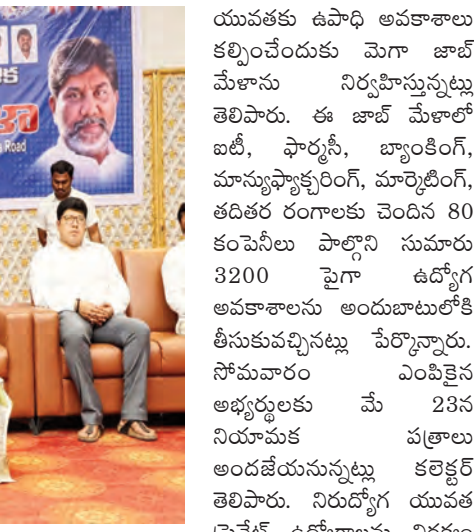 s Road
యువతకు ఉపాధి అవకాశాలు
కల్పించేందుకు మెగా జాబ్
మేళాను నిర్వహిస్తున్నట్లు
తెలిపారు. ఈ జాబ్ మేళాలో
ఐటీ, ఫార్మసీ, బ్యాంకింగ్,
మాన్యుఫ్యాక్చరింగ్, మార్కెటింగ్,
తదితర రంగాలకు చెందిన 80
కంపెనీలు పాల్గొని సుమారు
3200 పైగా ఉద్యోగ
అవకాశాలను అందుబాటులోకి
తీసుకువచ్చినట్లు పేర్కొన్నారు.
సోమవారం ఎంపికైన
అభ్యర్థులకు మే 23న
నియామక పత్రాలు
అందజేయనున్నట్లు కలెక్టర్
తెలిపారు. నిరుద్యోగ యువత